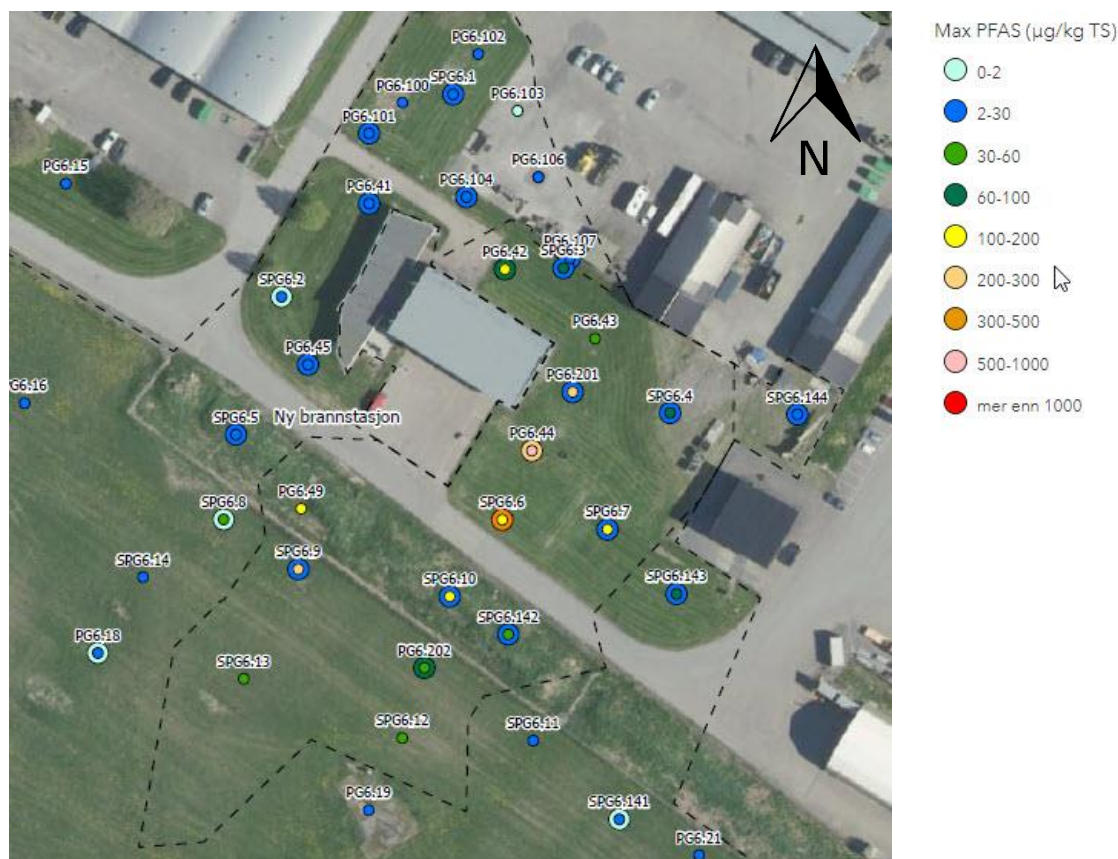 PG6.102
SPG6.1
PG6.100
PG6.103
PG6.101
PG6.106
PG6.15
PG6.41
PG6.104
N
PG6.107
SPG6.3
PG6.42
SPG6.2
PG6.43
PG6.45
PG6.201
SPG6.4
SPG6.144
PG6.16
SPG6.5
Ny brannstasjon
PG6.44
SPG6.8
PG6.49
SPG6.6
SPG6.7
SPG6.14
SPG6.9
SPG6.10
SPG6.143
SPG6.142
PG6.18
SPG6.13
PG6.202
SPG6.12
SPG6.11
PG6.19
SPG6.141
PG6.21
Max PFAS (µg/kg TS)
0-2
2-30
30-60
60-100
100-200
200-300
300-500
500-1000
mer enn 1000